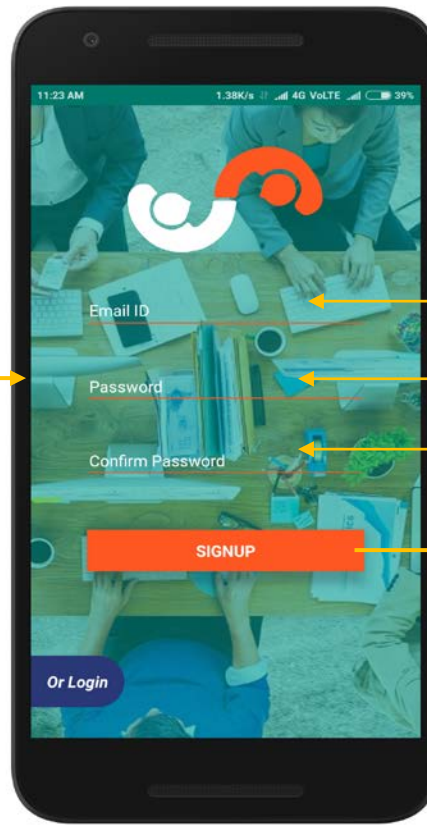 11:23 AM 1.38K/s 4G VoLTE 39%
Email ID
Password
Confirm Password
SIGNUP
Or Login